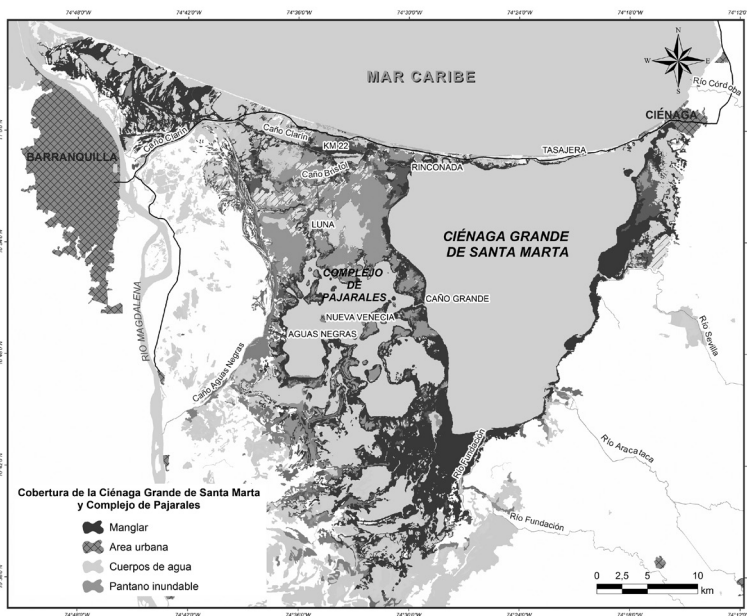 74°48'0"W 74°42'0"W 74°36'0"W 74°30'0"W 74°24'0"W 74°18'0"W 74°12'0"W
MAR CARIBE
N
W E
S
Río Córdoba
CIÉNAGA
Caño Clarín
Caño Clarín
KM 22
TASAJERA
BARRANQUILLA
Caño Bristol
RINCONADA
LUNA
CIÉNAGA GRANDE
DE SANTA MARTA
COMPLEJO
DE
PAJARALES
CAÑO GRANDE
RIO MAGDALENA
NUEVA VENECIA
AGUAS NEGRAS
Río Sevilla
Caño Aguas Negras
Río Fundación
Río Aracataca
Río Fundación
Cobertura de la Ciénaga Grande de Santa Marta
y Complejo de Pajarales
Manglar
Area urbana
Cuerpos de agua
Pantano inundable
0 2,5 5 10
km